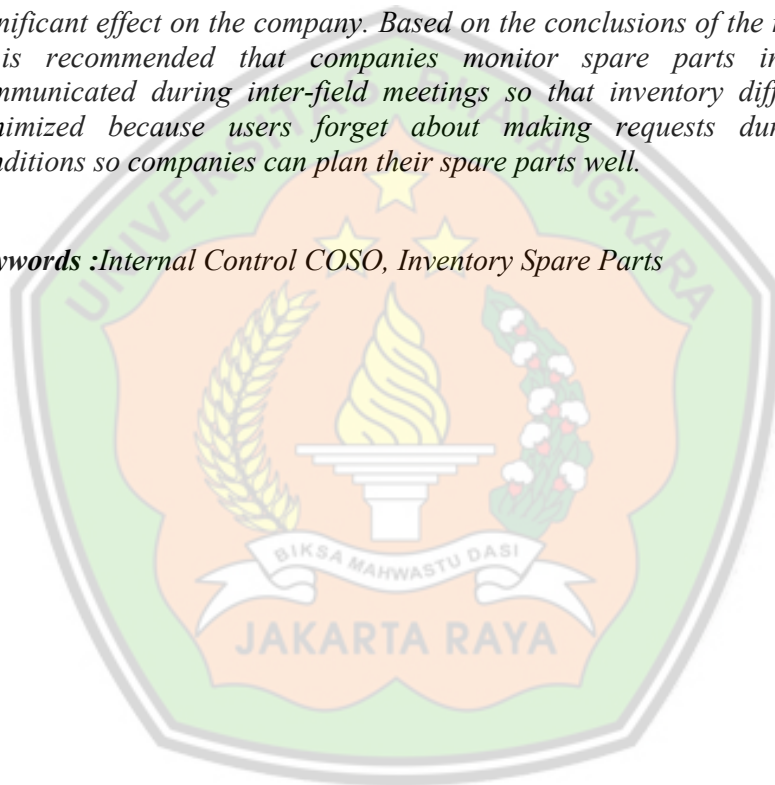 nificant effect on the company. Based on the conclusions of the
is recommended that companies monitor spare parts in
mmunicated during inter-field meetings so that inventory diff
nimized because users forget about making requests dur
nditions so companies can plan their spare parts well.
ywords :Internal Control COSO, Inventory Spare Parts
UNIVERSITAS BHAYANGKARA
BIKSA MAHWASTU DASI
JAKARTA RAYA